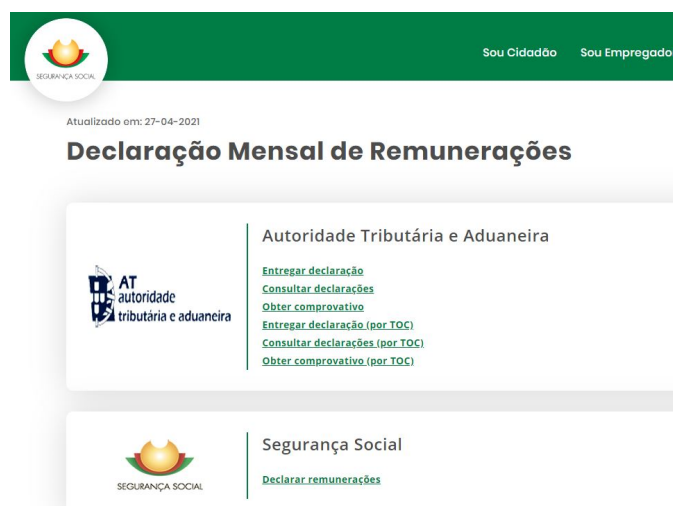 SEGURANÇA SOCIAL
Sou Cidadão Sou Empregador
Atualizado em: 27-04-2021
Declaração Mensal de Remunerações
AT
autoridade
tributária e aduaneira
Autoridade Tributária e Aduaneira
Entregar declaração
Consultar declarações
Obter comprovativo
Entregar declaração (por TOC)
Consultar declarações (por TOC)
Obter comprovativo (por TOC)
SEGURANÇA SOCIAL
Segurança Social
Declarar remunerações